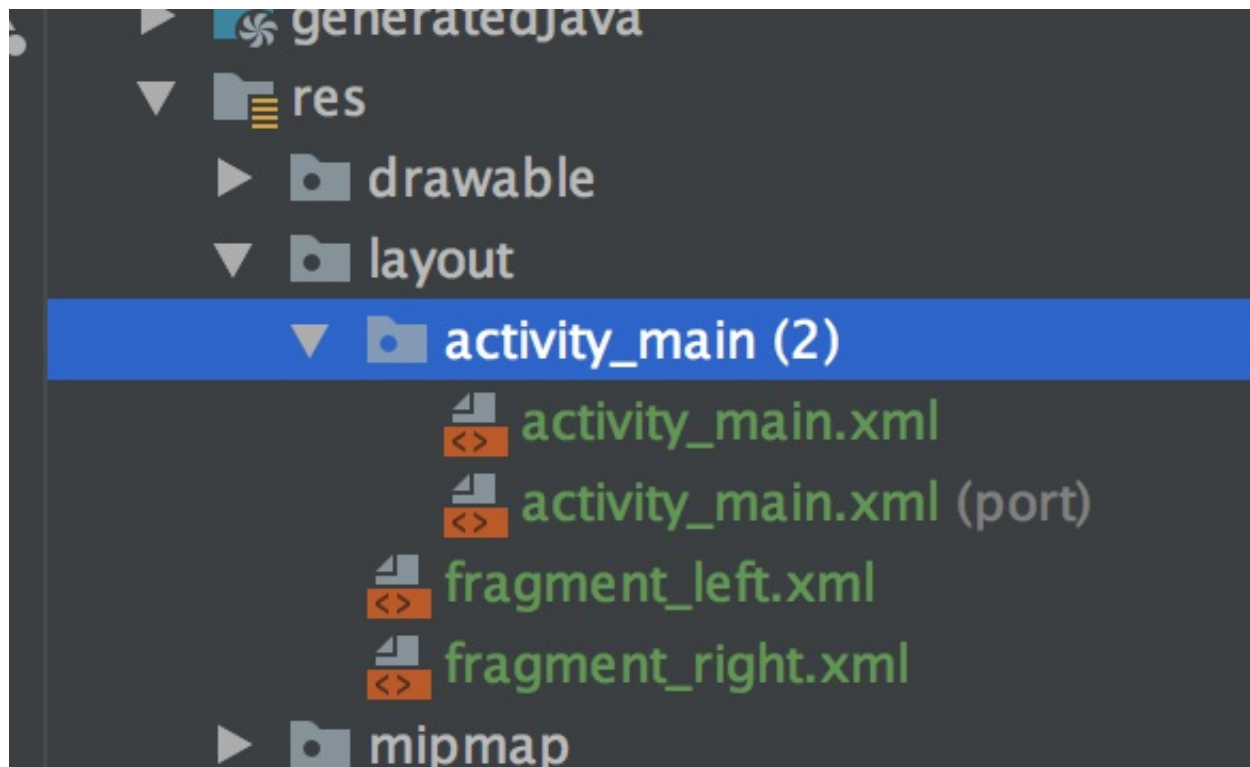 generatedJava
res
drawable
layout
activity_main (2)
activity_main.xml
activity_main.xml (port)
fragment_left.xml
fragment_right.xml
mipmap